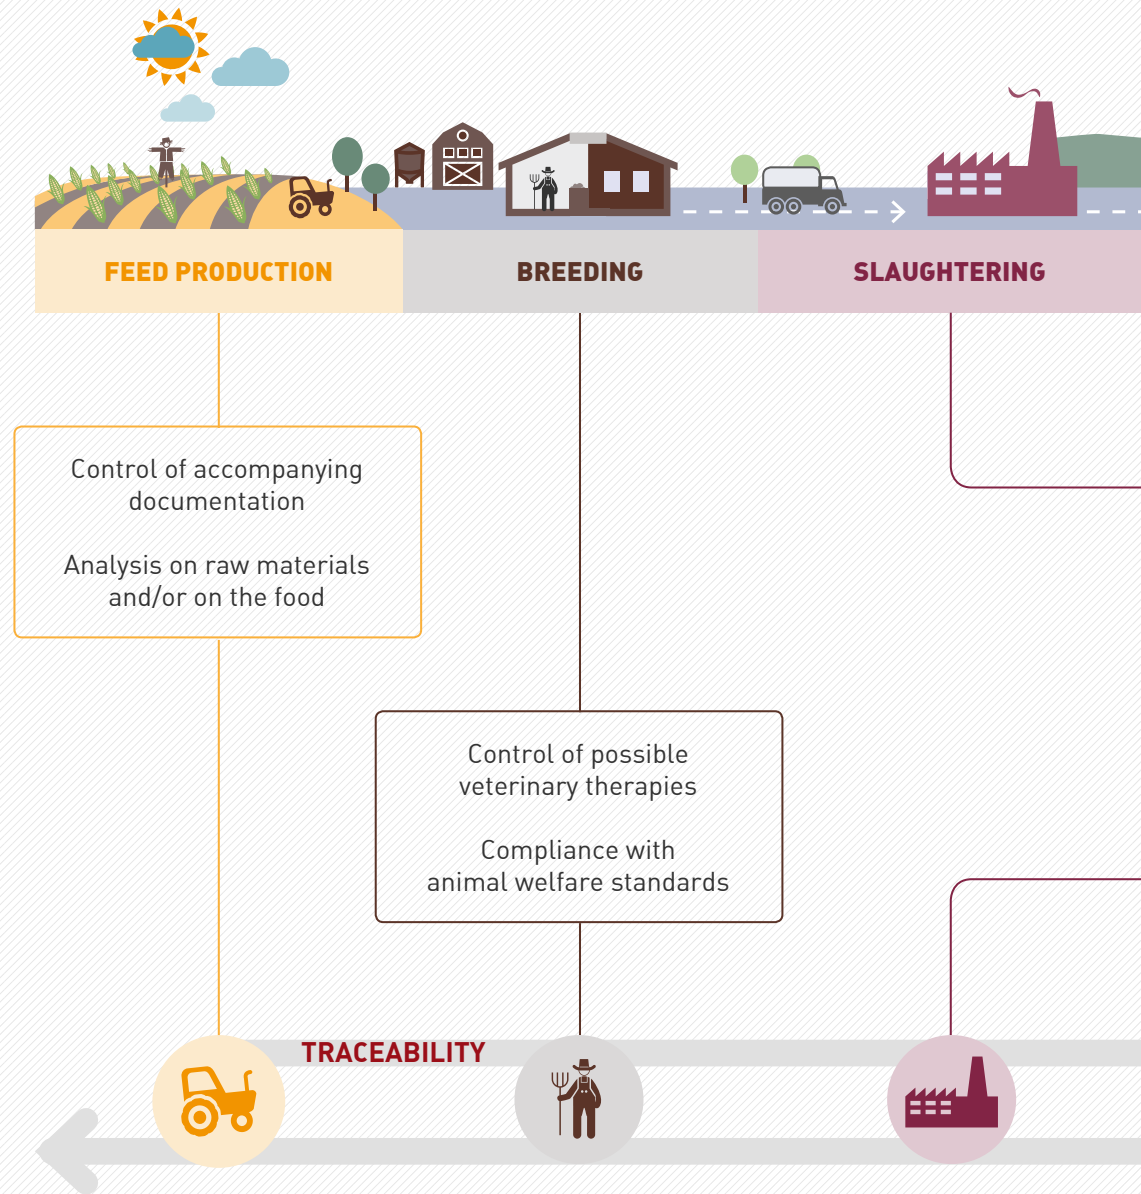 FEED PRODUCTION
BREEDING
SLAUGHTERING
Control of accompanying
documentation
Analysis on raw materials
and/or on the food
Control of possible
veterinary therapies
Compliance with
animal welfare standards
TRACEABILITY